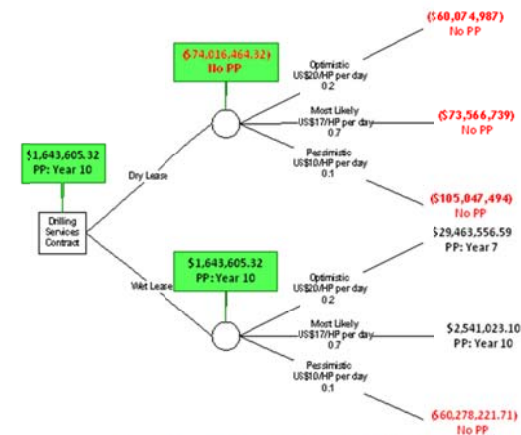 ($60,074,987)
No PP
($74,016,464.32)
No PP
Optimistic
US$20/HP per day
0.2
Most Likely
US$17/HP per day
0.7
($73,566,739)
No PP
$1,643,605.32
PP: Year 10
Pessimistic
US$10/HP per day
0.1
Dry Lease
($105,047,494)
No PP
Drilling
Services
Contract
$29,463,556.59
PP: Year 7
$1,643,605.32
PP: Year 10
Wet Lease
Optimistic
US$20/HP per day
0.2
Most Likely
US$17/HP per day
0.7
$2,541,023.10
PP: Year 10
Pessimistic
US$10/HP per day
0.1
($60,278,221.71)
No PP